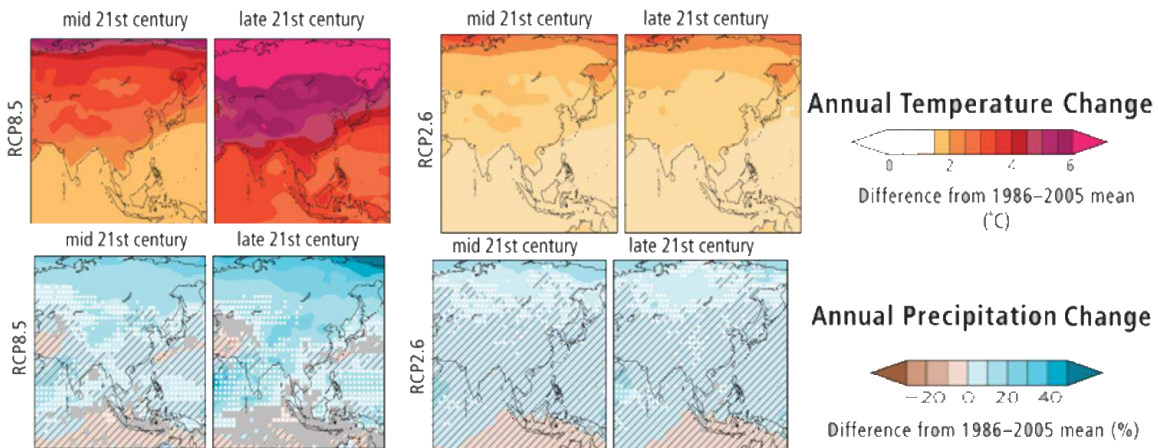 mid 21st century
late 21st century
mid 21st century
late 21st century
RCP8.5
RCP2.6
Annual Temperature Change
0 2 4 6
Difference from 1986–2005 mean
(˚C)
mid 21st century
late 21st century
mid 21st century
late 21st century
RCP8.5
RCP2.6
Annual Precipitation Change
−20 0 20 40
Difference from 1986–2005 mean (%)